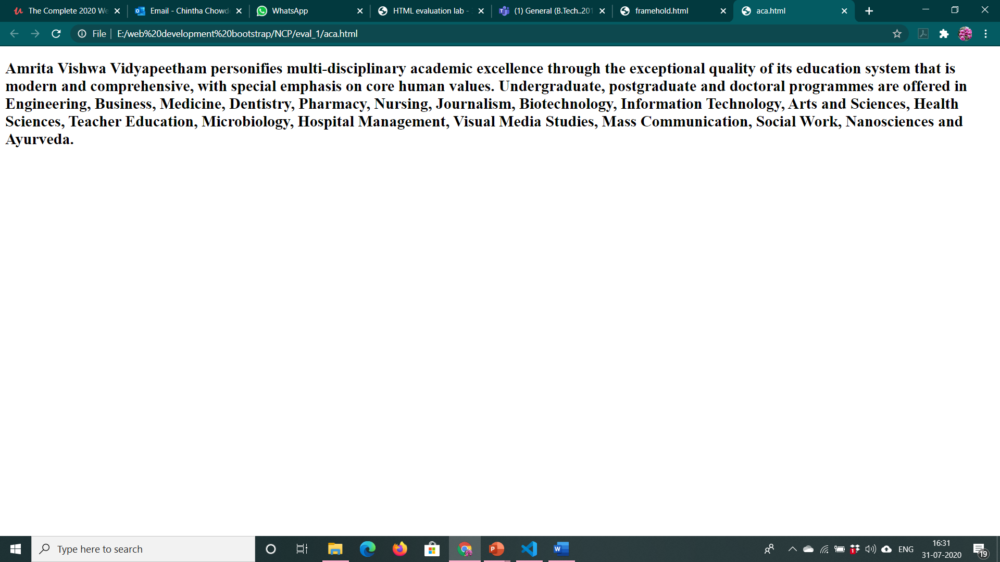 The Complete 2020 We
Email - Chintha Chowd
WhatsApp
HTML evaluation lab -
(1) General (B.Tech..201
framehold.html
aca.html
File
E:/web%20development%20bootstrap/NCP/eval_1/aca.html
Amrita Vishwa Vidyapeetham personifies multi-disciplinary academic excellence through the exceptional quality of its education system that is
modern and comprehensive, with special emphasis on core human values. Undergraduate, postgraduate and doctoral programmes are offered in
Engineering, Business, Medicine, Dentistry, Pharmacy, Nursing, Journalism, Biotechnology, Information Technology, Arts and Sciences, Health
Sciences, Teacher Education, Microbiology, Hospital Management, Visual Media Studies, Mass Communication, Social Work, Nanosciences and
Ayurveda.
Type here to search
ENG
16:31
31-07-2020
19